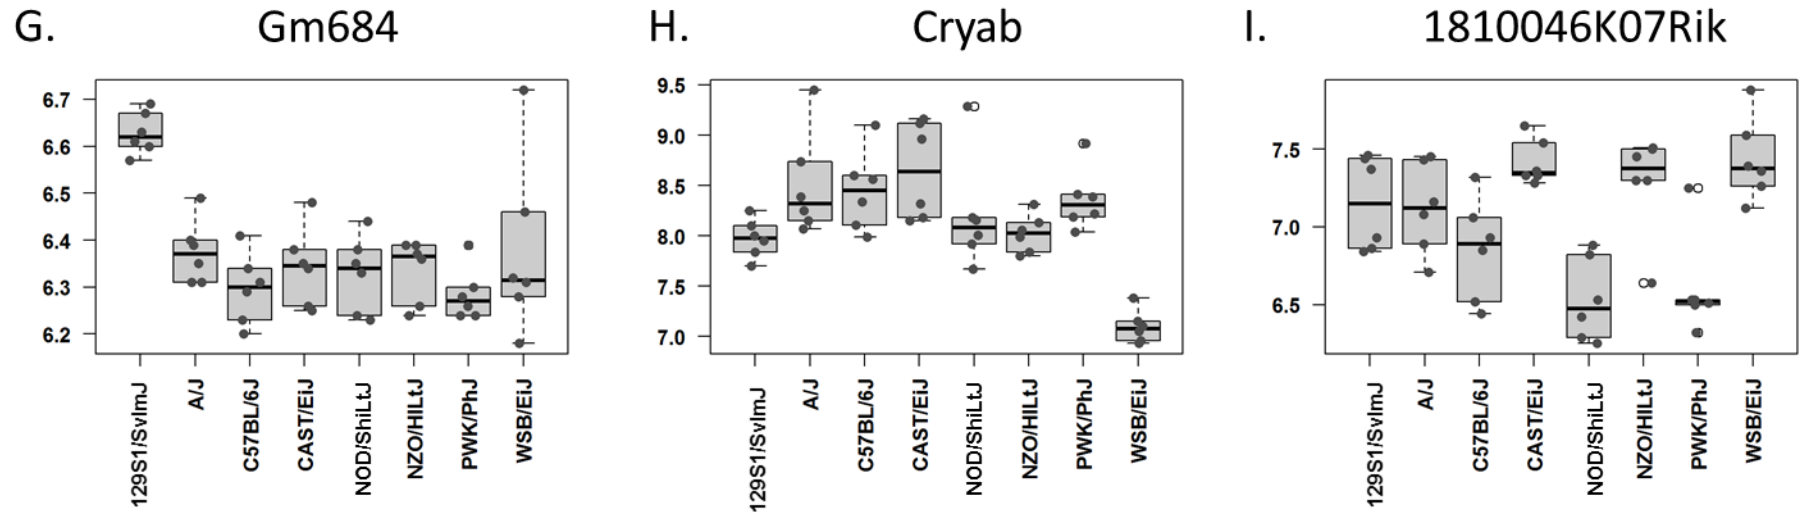 G. Gm684
6.7
6.6
6.5
6.4
6.3
6.2
129S1/SvImJ
A/J
C57BL/6J
CAST/EiJ
NOD/ShiLtJ
NZO/HlLtJ
PWK/PhJ
WSB/EiJ
H. Cryab
9.5
9.0
8.5
8.0
7.5
7.0
129S1/SvImJ
A/J
C57BL/6J
CAST/EiJ
NOD/ShiLtJ
NZO/HlLtJ
PWK/PhJ
WSB/EiJ
I. 1810046K07Rik
7.5
7.0
6.5
129S1/SvImJ
A/J
C57BL/6J
CAST/EiJ
NOD/ShiLtJ
NZO/HlLtJ
PWK/PhJ
WSB/EiJ